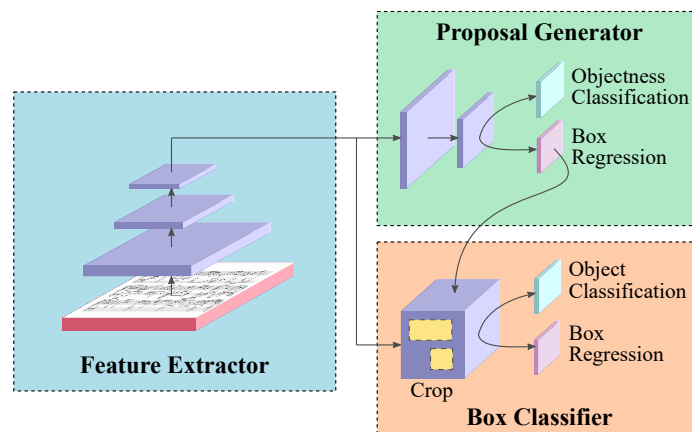 Proposal Generator
Objectness
Classification
Box
Regression
Feature Extractor
Object
Classification
Box
Regression
Crop
Box Classifier